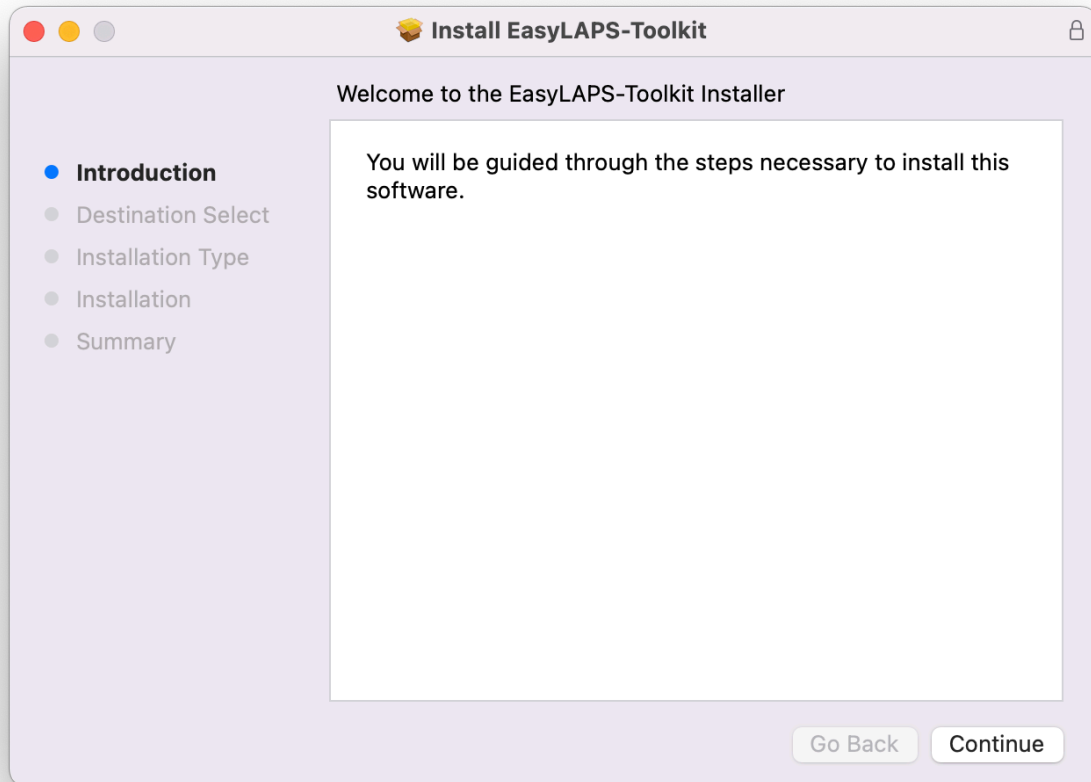 Install EasyLAPS-Toolkit
Welcome to the EasyLAPS-Toolkit Installer
Introduction
Destination Select
Installation Type
Installation
Summary
You will be guided through the steps necessary to install this
software.
Go Back
Continue